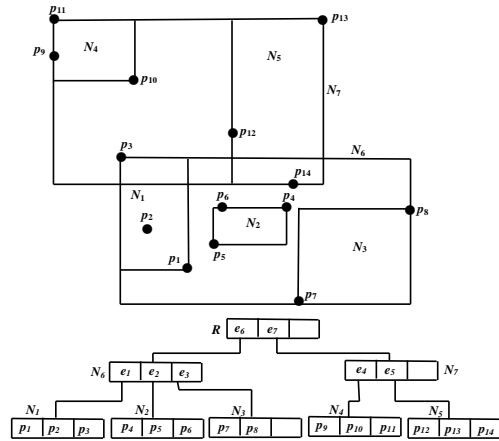 p11
p13
N4
p9
N5
p10
N7
p12
p3
N6
p14
N1
p6
p4
p8
p2
N2
p5
N3
p1
p7
R e6 e7
N6 e1 e2 e3
e4 e5 N7
N1 N2 N3 N4 N5
p1 p2 p3 p4 p5 p6 p7 p8 p9 p10 p11 p12 p13 p14